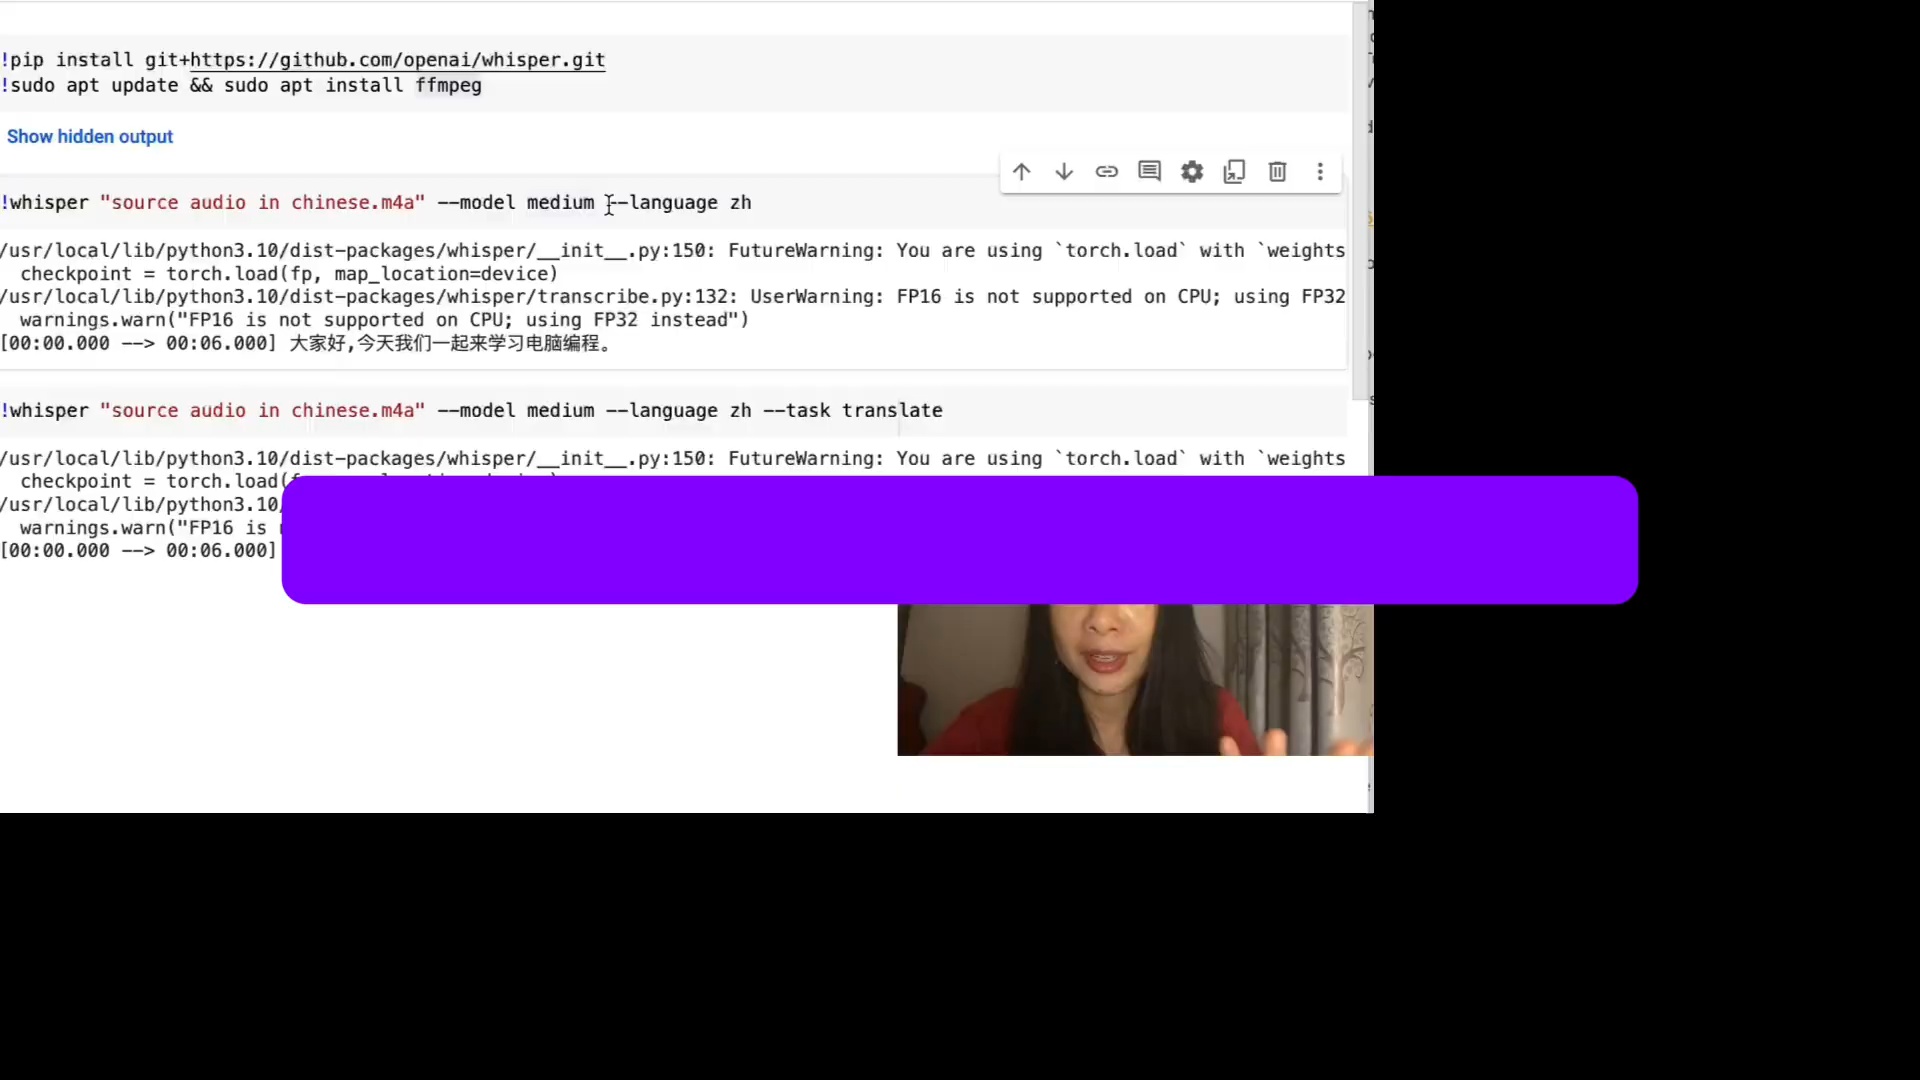 !pip install git+https://github.com/openai/whisper.git
!sudo apt update && sudo apt install ffmpeg
Show hidden output
!whisper "source audio in chinese.m4a" --model medium --language zh
/usr/local/lib/python3.10/dist-packages/whisper/__init__.py:150: FutureWarning: You are using `torch.load` with `weights
checkpoint = torch.load(fp, map_location=device)
/usr/local/lib/python3.10/dist-packages/whisper/transcribe.py:132: UserWarning: FP16 is not supported on CPU; using FP32
warnings.warn("FP16 is not supported on CPU; using FP32 instead")
[00:00.000 --> 00:06.000] 大家好,今天我们一起来学习电脑编程。
!whisper "source audio in chinese.m4a" --model medium --language zh --task translate
/usr/local/lib/python3.10/dist-packages/whisper/__init__.py:150: FutureWarning: You are using `torch.load` with `weights
checkpoint = torch.load(
/usr/local/lib/python3.10/
warnings.warn("FP16 is
[00:00.000 --> 00:06.000]